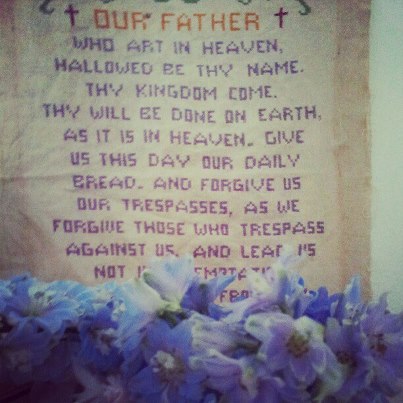 † OUR FATHER †
WHO ART IN HEAVEN,
HALLOWED BE THY NAME.
THY KINGDOM COME.
THY WILL BE DONE ON EARTH,
AS IT IS IN HEAVEN. GIVE
US THIS DAY OUR DAILY
BREAD. AND FORGIVE US
OUR TRESPASSES, AS WE
FORGIVE THOSE WHO TRESPASS
AGAINST US. AND LEAD US
NOT